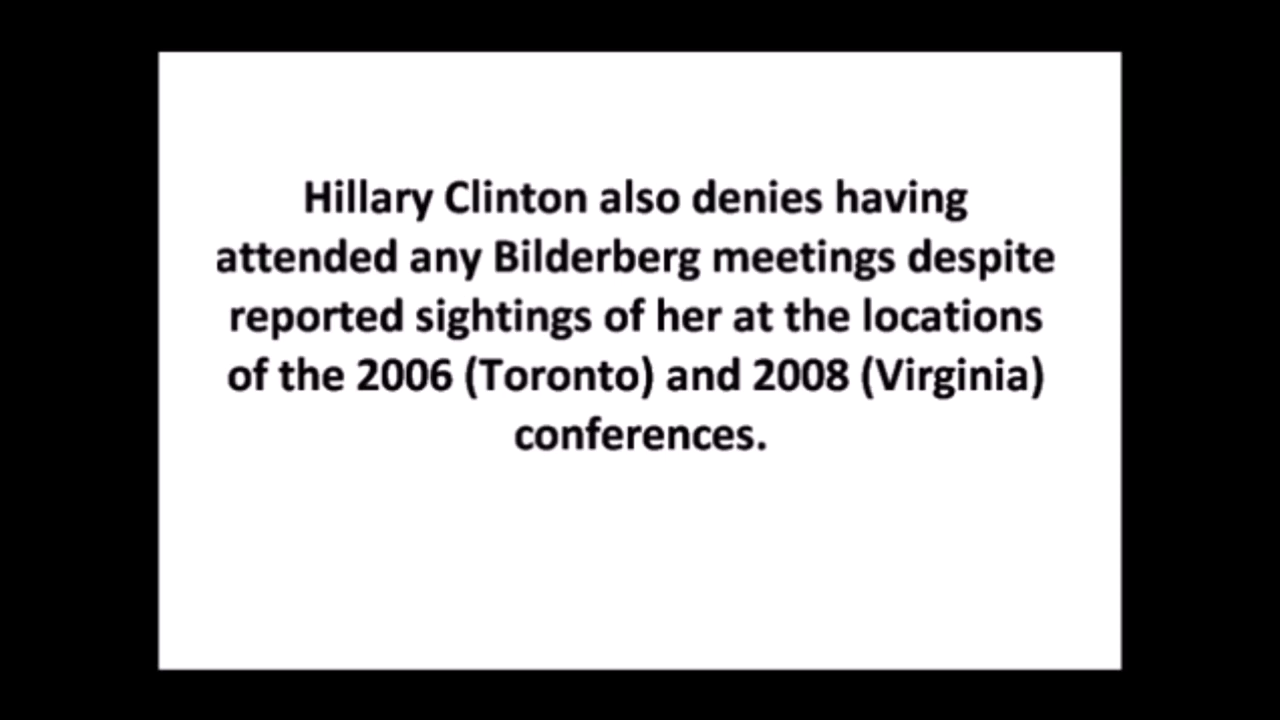 Hillary Clinton also denies having
attended any Bilderberg meetings despite
reported sightings of her at the locations
of the 2006 (Toronto) and 2008 (Virginia)
conferences.